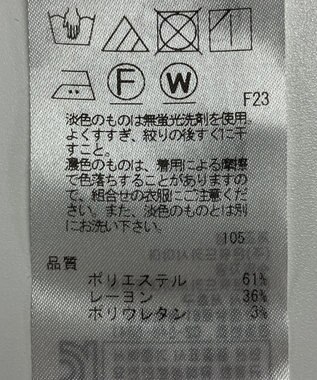 F W
F23
淡色のものは無蛍光洗剤を使用。
よくすすぎ、絞りの後すぐに干
すこと。
濃色のものは、着用による摩擦
で色落ちすることがありますの
で、組合せの衣服にご注意くだ
さい。また、淡色のものとは別
にお洗い下さい。
105
品質
ポリエステル 61%
レーヨン 36%
ポリウレタン 3%